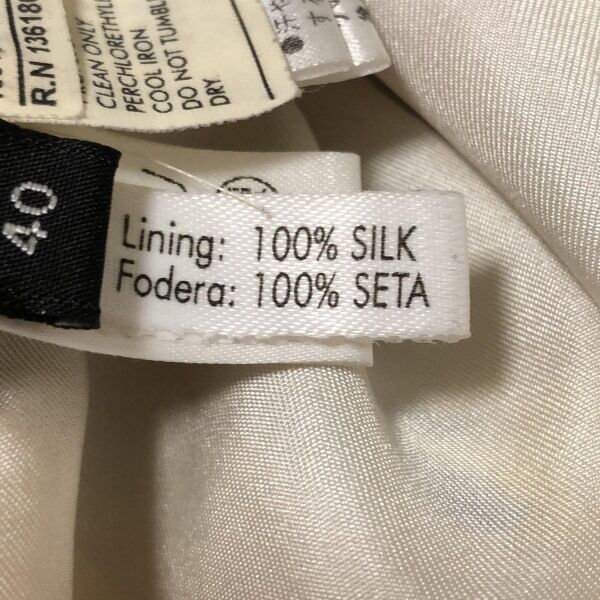 R.N 13618
CLEAN ONLY
PERCHLORETHYL
COOL IRON
DO NOT TUMBL
DRY.
40
Lining: 100% SILK
Fodera: 100% SETA